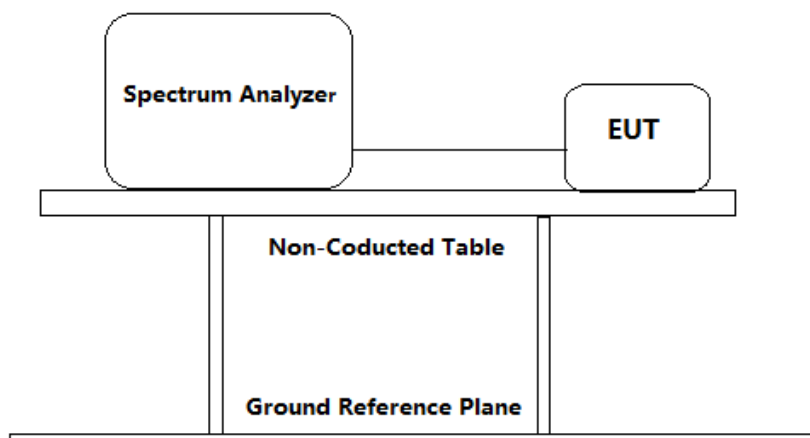 Spectrum Analyzer
EUT
Non-Coducted Table
Ground Reference Plane